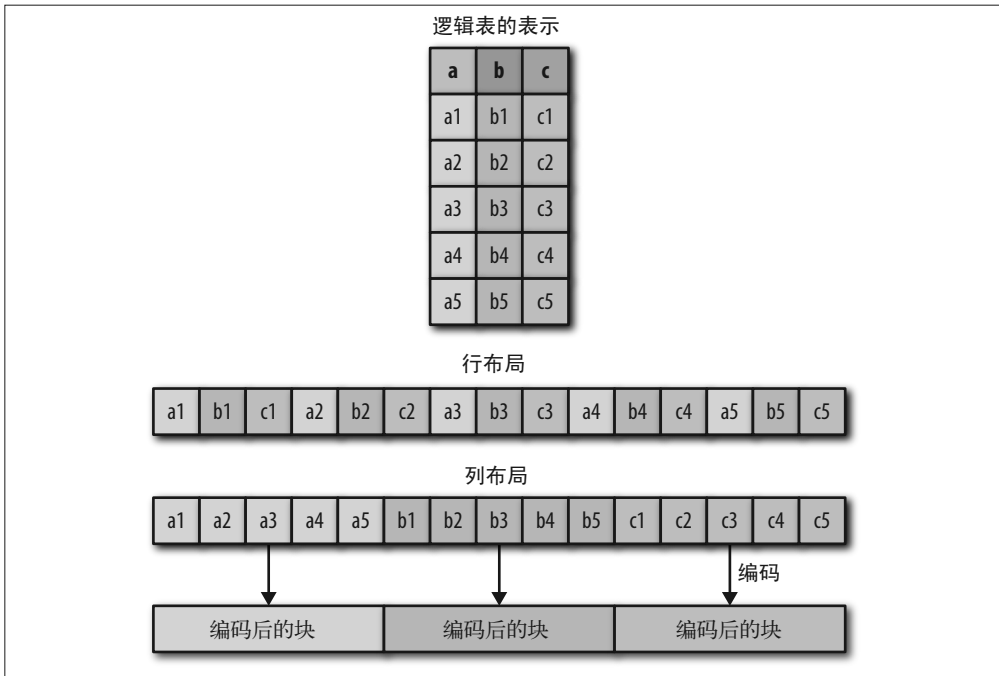 逻辑表的表示
a b c
a1 b1 c1
a2 b2 c2
a3 b3 c3
a4 b4 c4
a5 b5 c5
行布局
a1 b1 c1 a2 b2 c2 a3 b3 c3 a4 b4 c4 a5 b5 c5
列布局
a1 a2 a3 a4 a5 b1 b2 b3 b4 b5 c1 c2 c3 c4 c5
编码
编码后的块 编码后的块 编码后的块